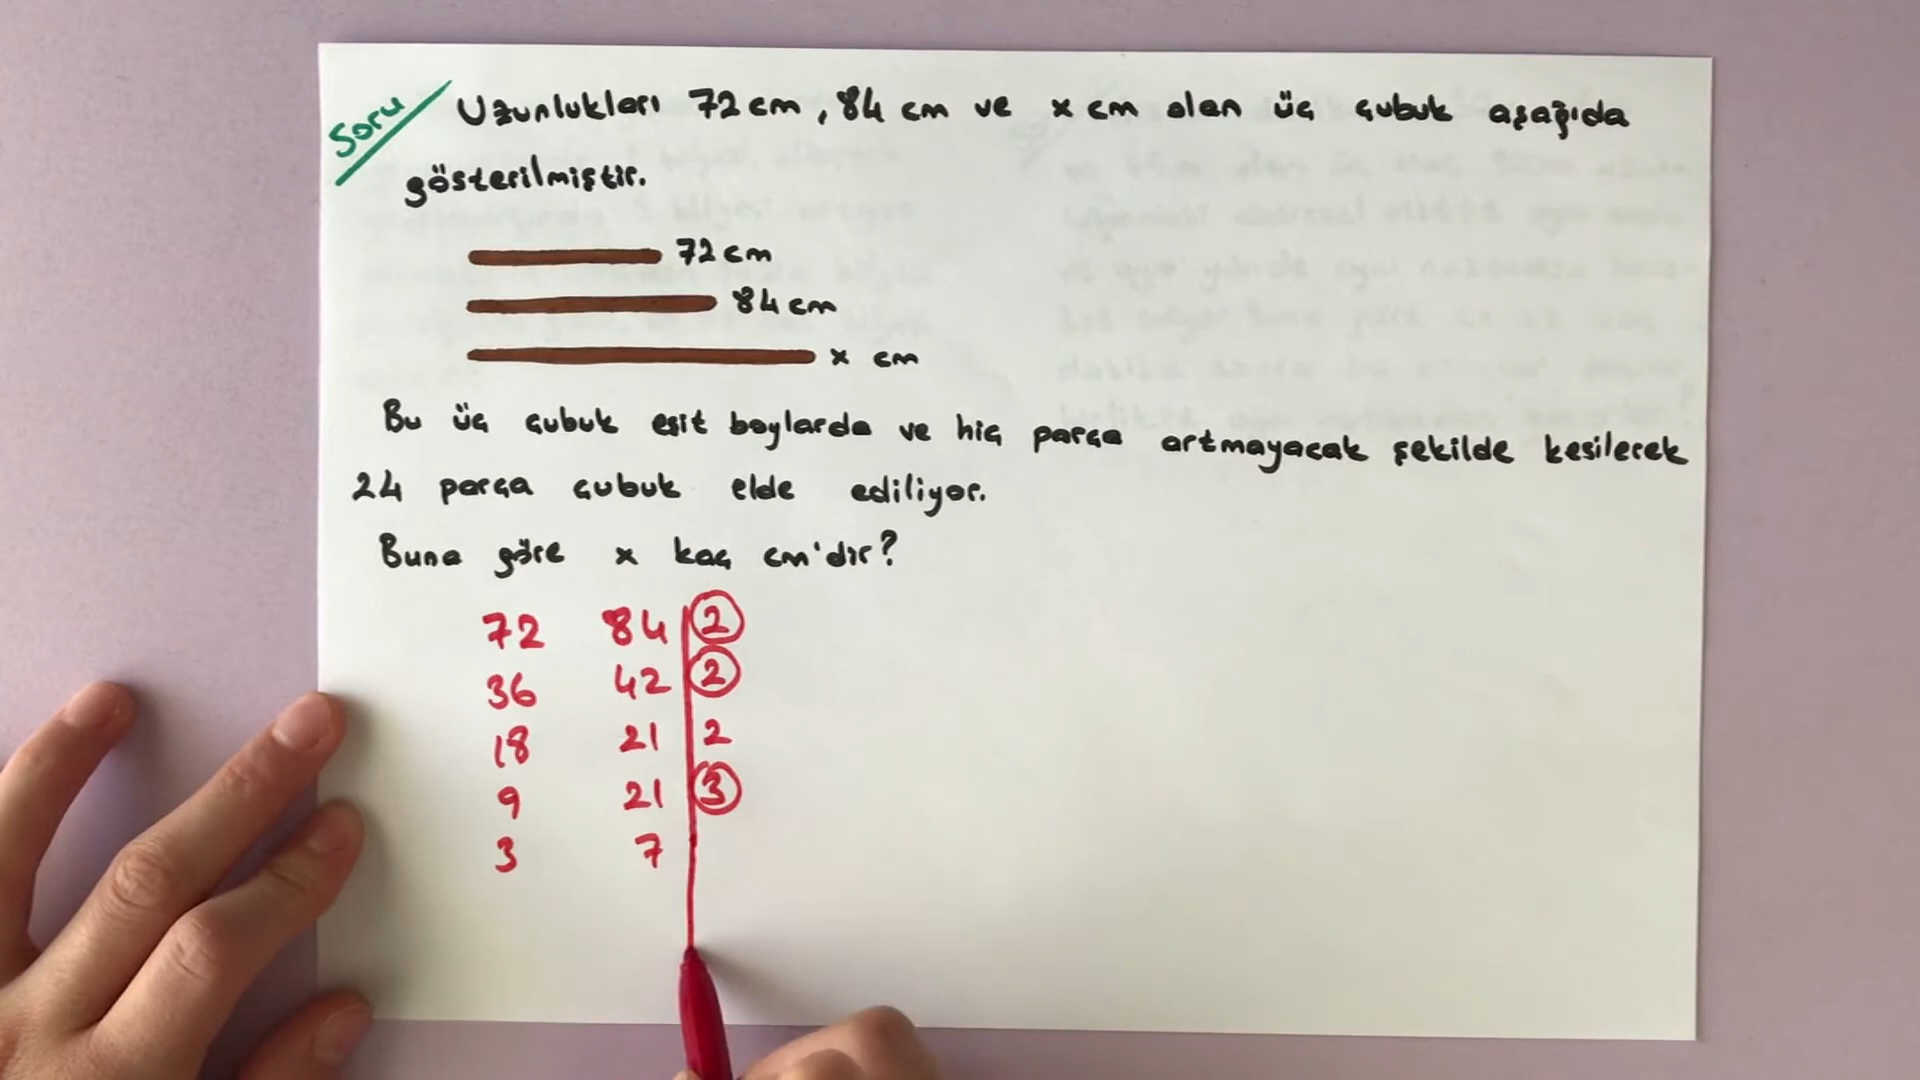 Soru
Uzunlukları 72 cm, 84 cm ve x cm olan üç çubuk aşağıda
gösterilmiştir.
72 cm
84 cm
x cm
Bu üç çubuk eşit boylarda ve hiç parça artmayacak şekilde kesilerek
24 parça çubuk elde ediliyor.
Buna göre x kaç cm'dir?
72 84 2
36 42 2
18 21 2
9 21 3
3 7